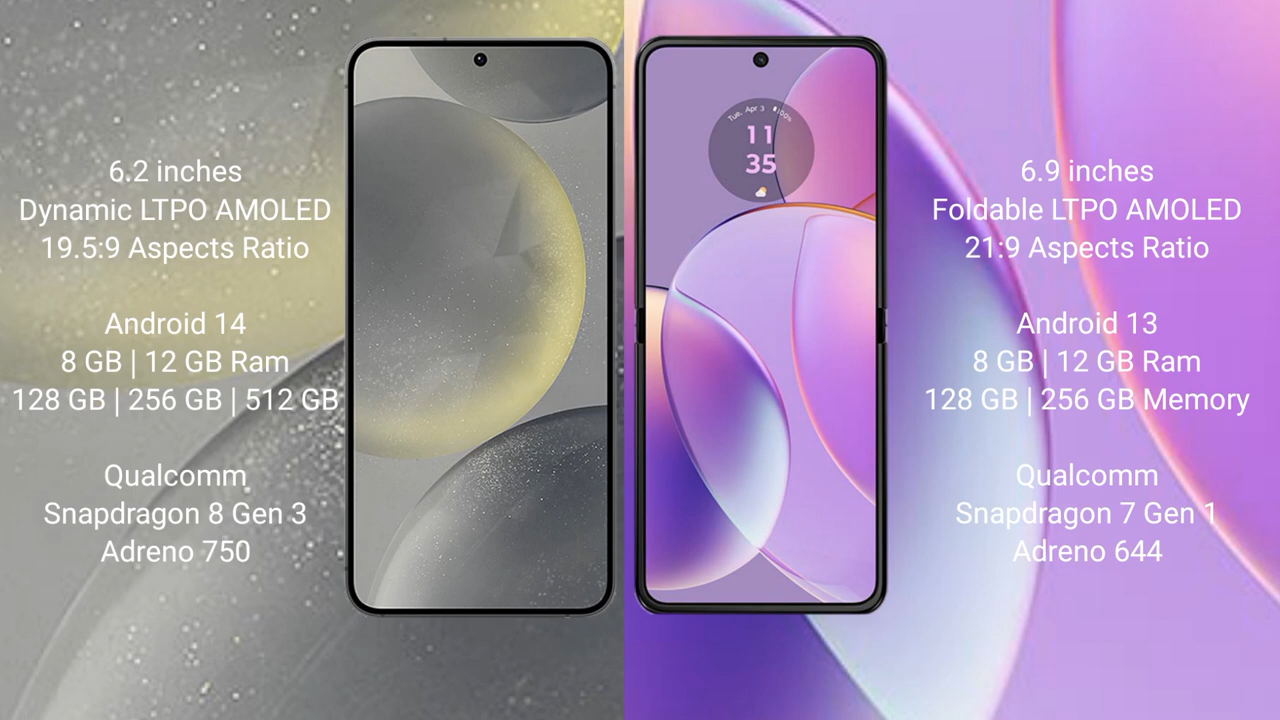 6.2 inches
Dynamic LTPO AMOLED
19.5:9 Aspects Ratio
Android 14
8 GB | 12 GB Ram
128 GB | 256 GB | 512 GB
Qualcomm
Snapdragon 8 Gen 3
Adreno 750
Tue, Apr 3 100%
11
35
6.9 inches
Foldable LTPO AMOLED
21:9 Aspects Ratio
Android 13
8 GB | 12 GB Ram
128 GB | 256 GB Memory
Qualcomm
Snapdragon 7 Gen 1
Adreno 644